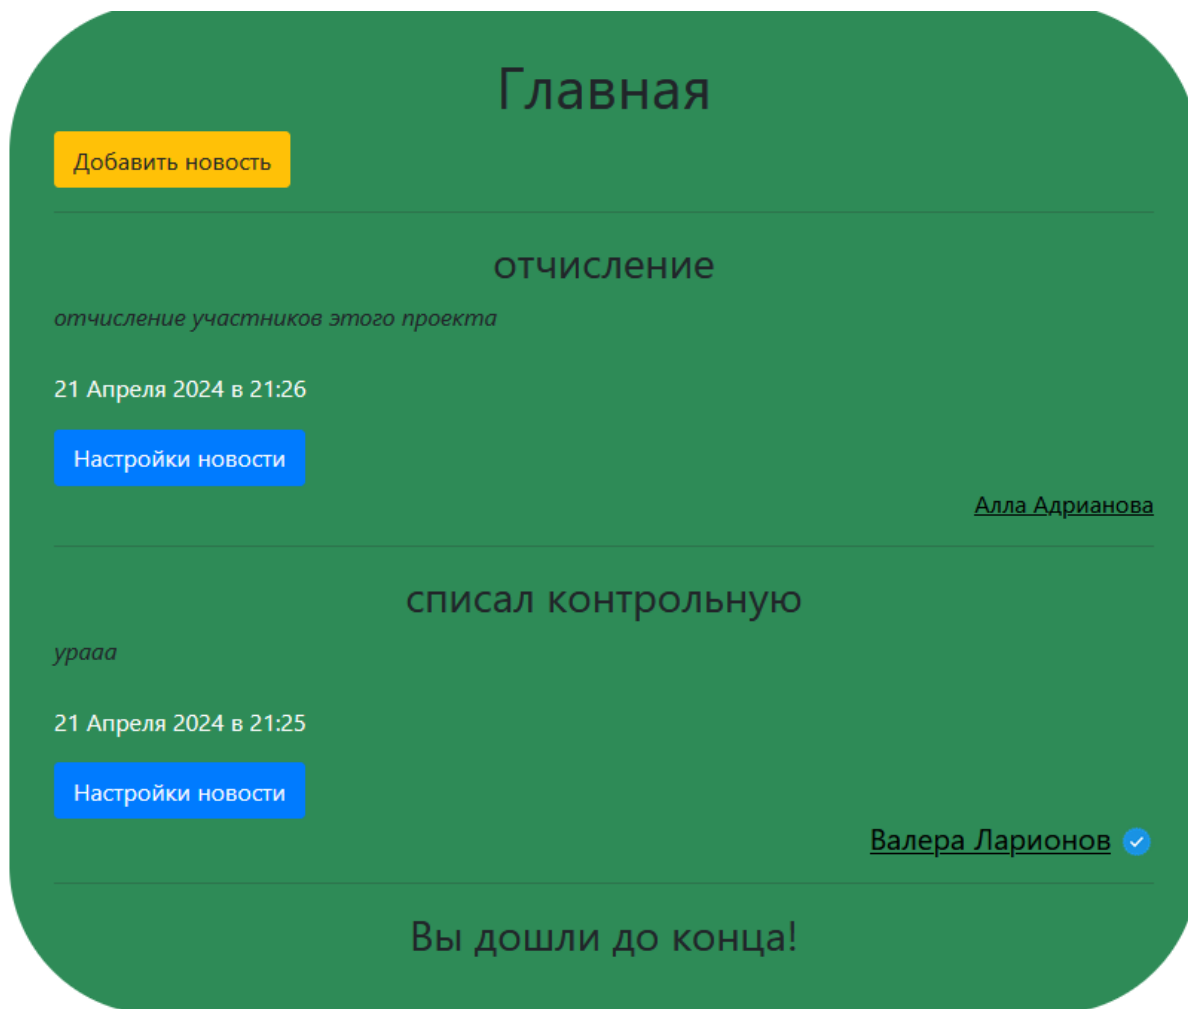 Главная
Добавить новость
отчисление
отчисление участников этого проекта
21 Апреля 2024 в 21:26
Настройки новости
Алла Адрианова
списал контрольную
урааа
21 Апреля 2024 в 21:25
Настройки новости
Валера Ларионов
Вы дошли до конца!